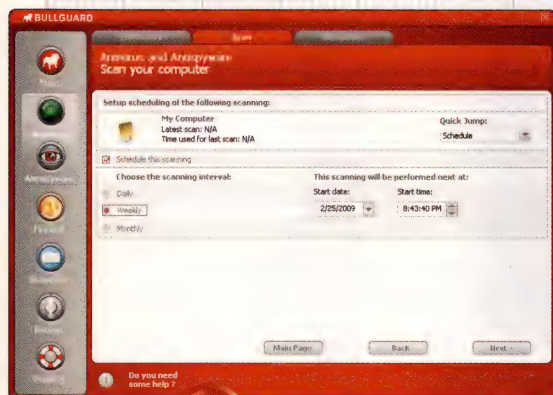 BULLGUARD
Scan
Antivirus and Antispyware
Scan your computer
Setup scheduling of the following scanning:
My Computer
Latest scan: N/A
Time used for last scan: N/A
Quick Jump:
Schedule
Schedule this scanning
Choose the scanning interval:
Daily
Weekly
Monthly
This scanning will be performed next at:
Start date:
Start time:
2/25/2009
8:43:40 PM
Main Page
Back
Next
Do you need
some help ?